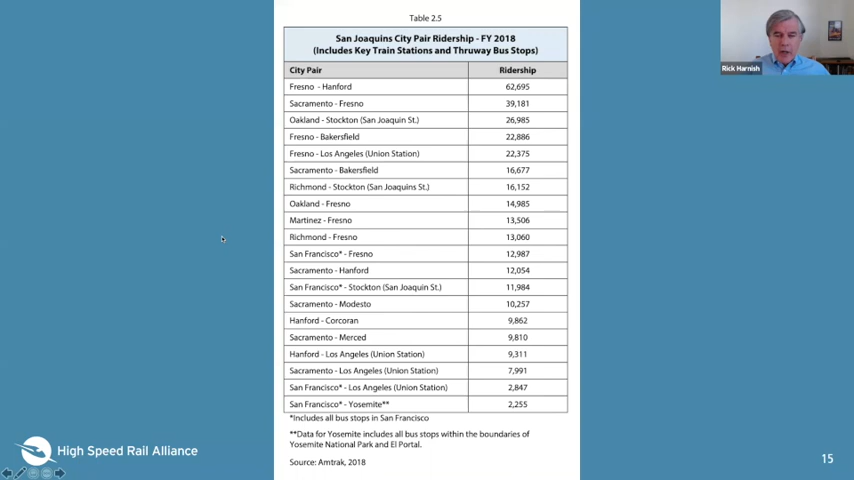 Table 2.5
San Joaquins City Pair Ridership - FY 2018
(Includes Key Train Stations and Thruway Bus Stops)
City Pair Ridership
Fresno - Hanford 62,695
Sacramento - Fresno 39,181
Oakland - Stockton (San Joaquin St.) 26,985
Fresno - Bakersfield 22,886
Fresno - Los Angeles (Union Station) 22,375
Sacramento - Bakersfield 16,677
Richmond - Stockton (San Joaquins St.) 16,152
Oakland - Fresno 14,985
Martinez - Fresno 13,506
Richmond - Fresno 13,060
San Francisco* - Fresno 12,987
Sacramento - Hanford 12,054
San Francisco* - Stockton (San Joaquin St.) 11,984
Sacramento - Modesto 10,257
Hanford - Corcoran 9,862
Sacramento - Merced 9,810
Hanford - Los Angeles (Union Station) 9,311
Sacramento - Los Angeles (Union Station) 7,991
San Francisco* - Los Angeles (Union Station) 2,847
San Francisco* - Yosemite** 2,255
*Includes all bus stops in San Francisco
**Data for Yosemite includes all bus stops within the boundaries of
Yosemite National Park and El Portal.
Source: Amtrak, 2018
Rick Harnish
High Speed Rail Alliance
15